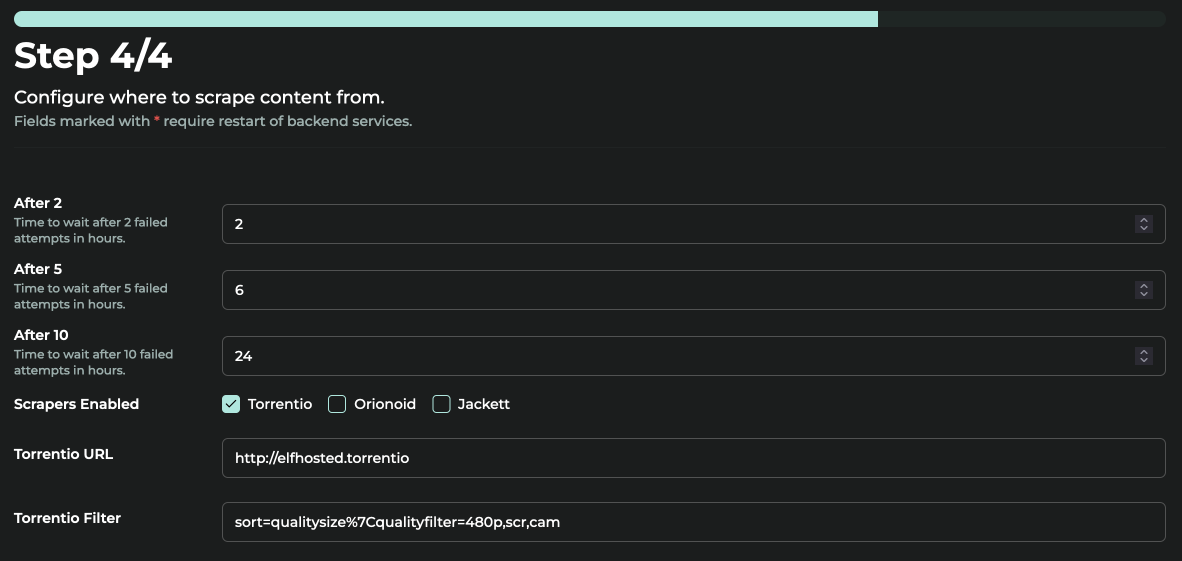 Step 4/4
Configure where to scrape content from.
Fields marked with * require restart of backend services.
After 2
Time to wait after 2 failed
attempts in hours.
2
After 5
Time to wait after 5 failed
attempts in hours.
6
After 10
Time to wait after 10 failed
attempts in hours.
24
Scrapers Enabled Torrentio Orionoid Jackett
Torrentio URL http://elfhosted.torrentio
Torrentio Filter sort=qualitysize%7Cqualityfilter=480p,scr,cam